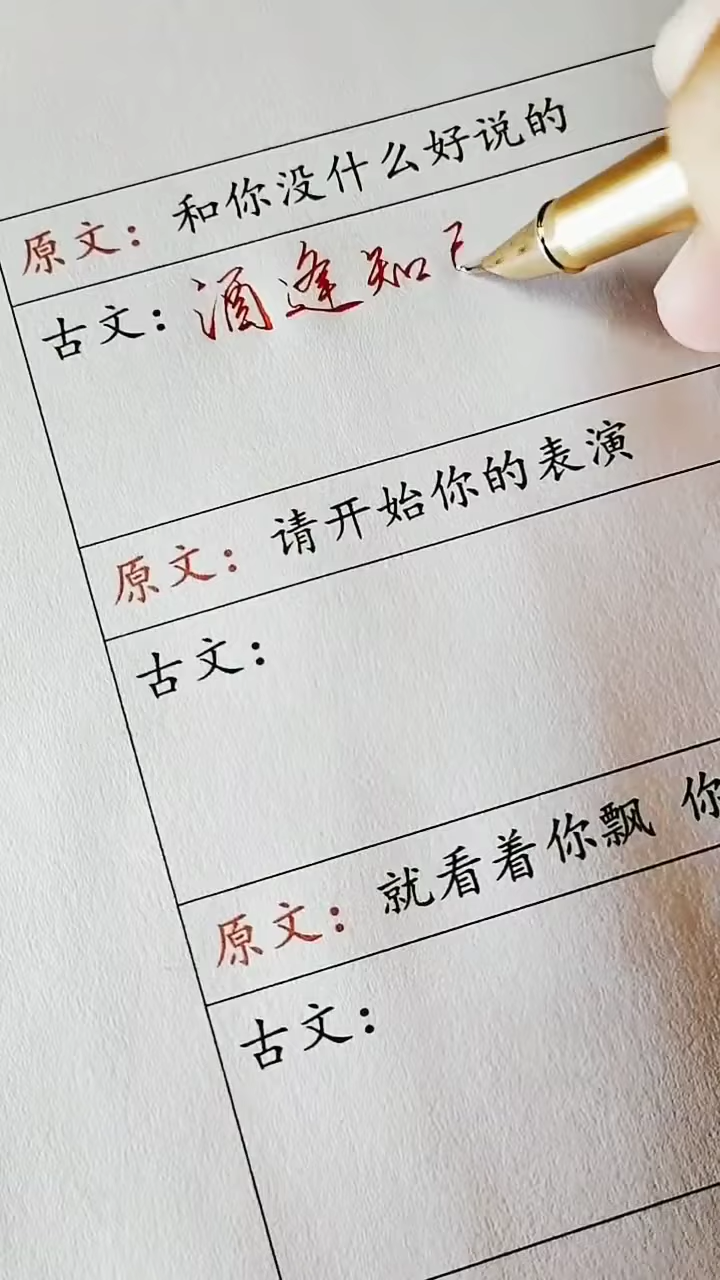 原文：和你没什么好说的
古文：酒逢知
原文：请开始你的表演
古文：
原文：就看着你飘 你
古文：